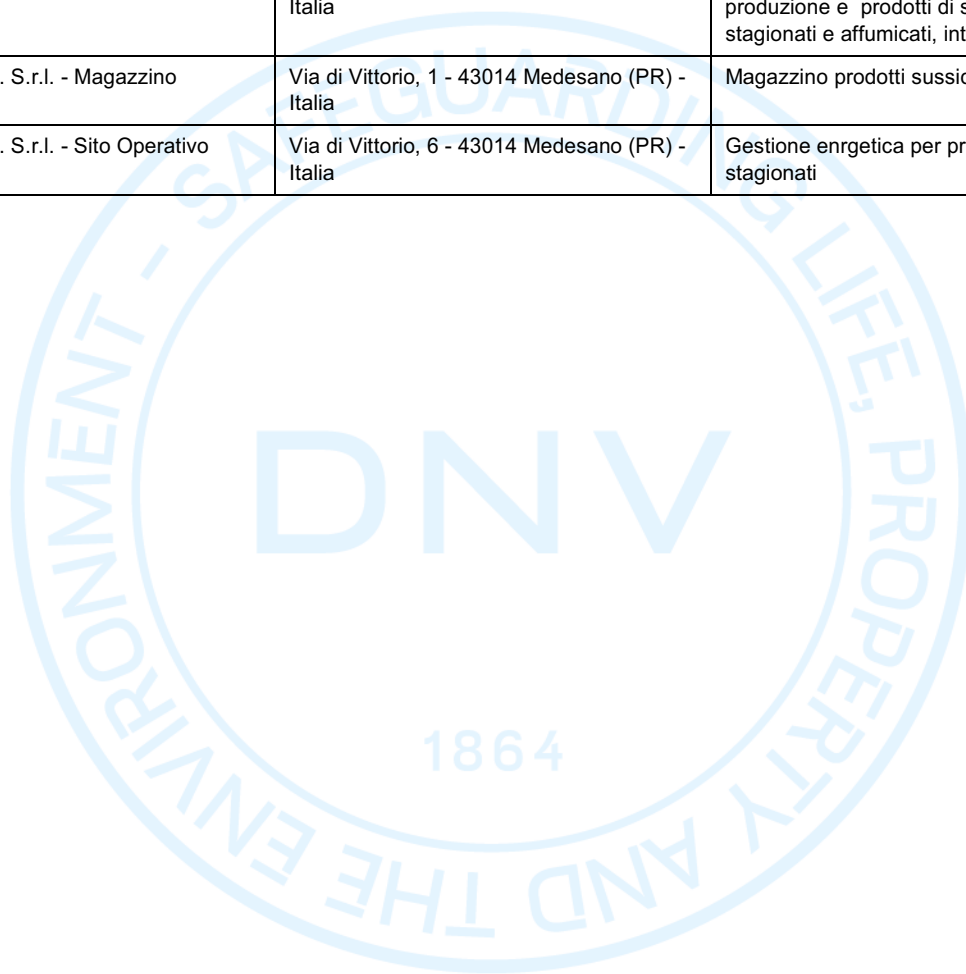 Italia
produzione e prodotti di s
stagionati e affumicati, int
. S.r.l. - Magazzino
Via di Vittorio, 1 - 43014 Medesano (PR) -
Italia
Magazzino prodotti sussid
. S.r.l. - Sito Operativo
Via di Vittorio, 6 - 43014 Medesano (PR) -
Italia
Gestione enrgetica per pr
stagionati
SAFEGUARDING LIFE, PROPERTY AND THE ENVIRONMENT -
DNV
1864